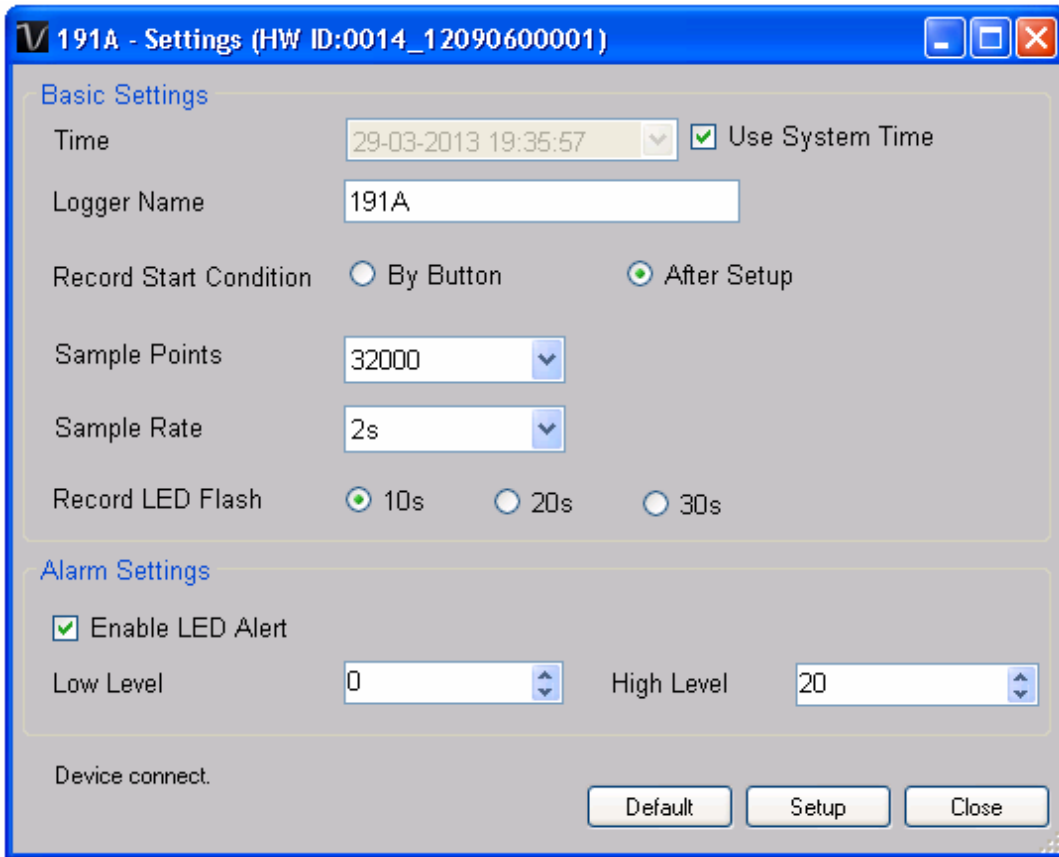 191A - Settings (HW ID:0014_12090600001)
Basic Settings
Time 29-03-2013 19:35:57 Use System Time
Logger Name 191A
Record Start Condition By Button After Setup
Sample Points 32000
Sample Rate 2s
Record LED Flash 10s 20s 30s
Alarm Settings
Enable LED Alert
Low Level 0 High Level 20
Device connect.
Default Setup Close